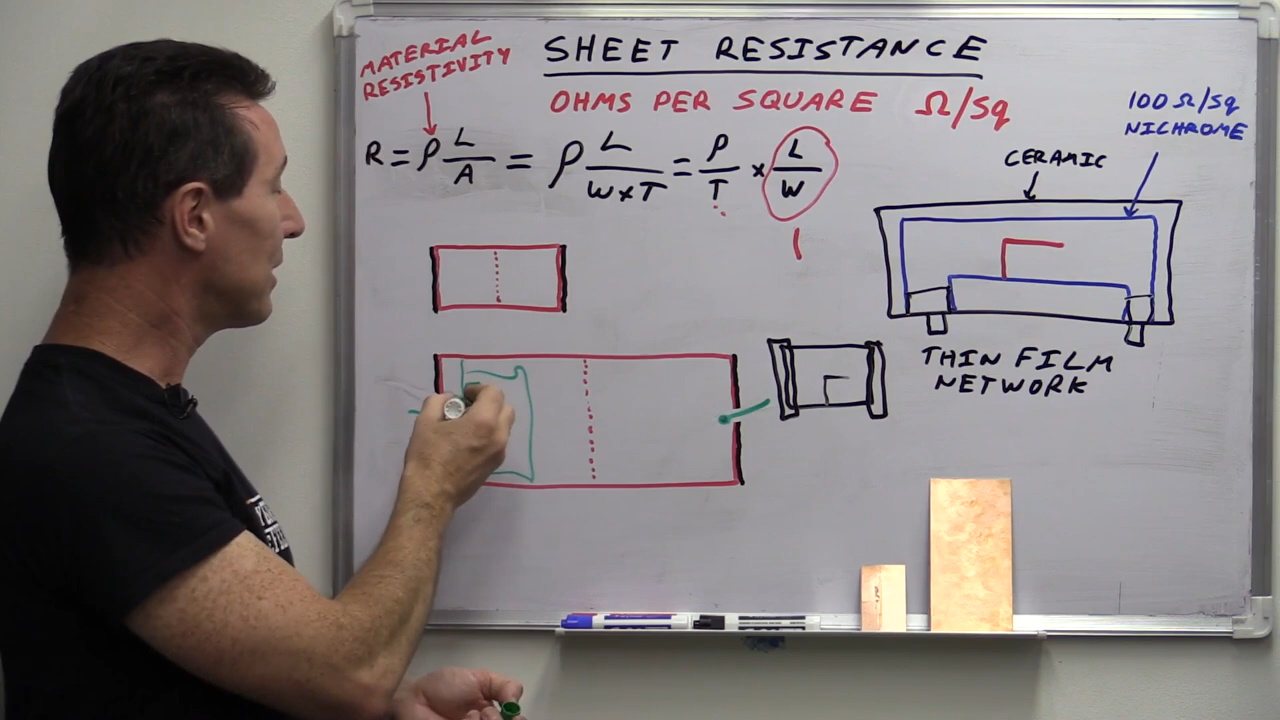 SHEET RESISTANCE
MATERIAL
RESISTIVITY
OHMS PER SQUARE Ω/Sq
R = ρ L/A = ρ L/W×T = ρ/T × L/W
1
100 Ω/Sq
NICHROME
CERAMIC
THIN FILM
NETWORK